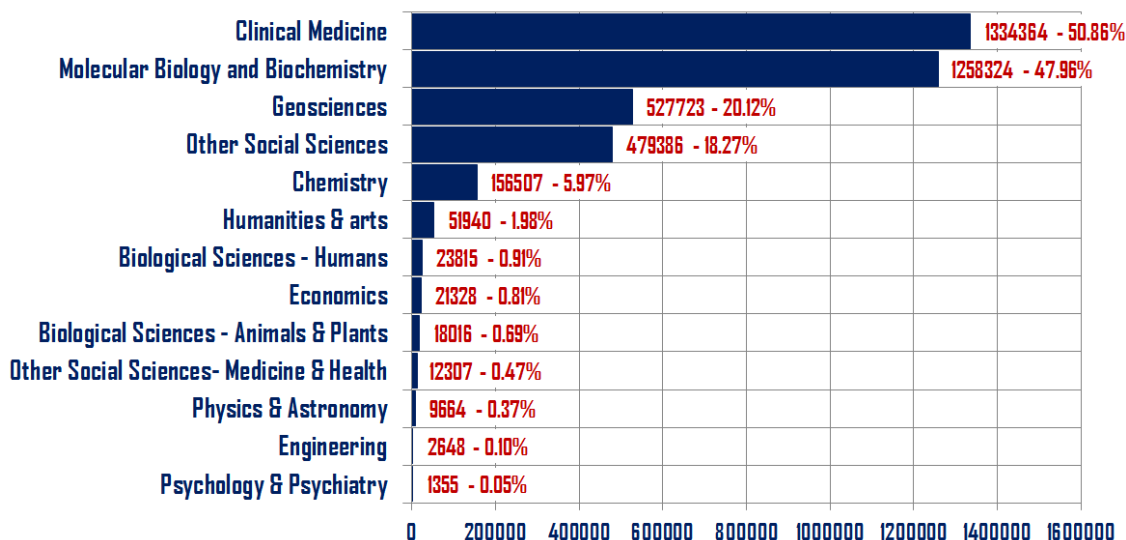 Clinical Medicine 1334364 - 50.86%
Molecular Biology and Biochemistry 1258324 - 47.96%
Geosciences 527723 - 20.12%
Other Social Sciences 479386 - 18.27%
Chemistry 156507 - 5.97%
Humanities & arts 51940 - 1.98%
Biological Sciences - Humans 23815 - 0.91%
Economics 21328 - 0.81%
Biological Sciences - Animals & Plants 18016 - 0.69%
Other Social Sciences- Medicine & Health 12307 - 0.47%
Physics & Astronomy 9664 - 0.37%
Engineering 2648 - 0.10%
Psychology & Psychiatry 1355 - 0.05%
0 200000 400000 600000 800000 1000000 1200000 1400000 1600000